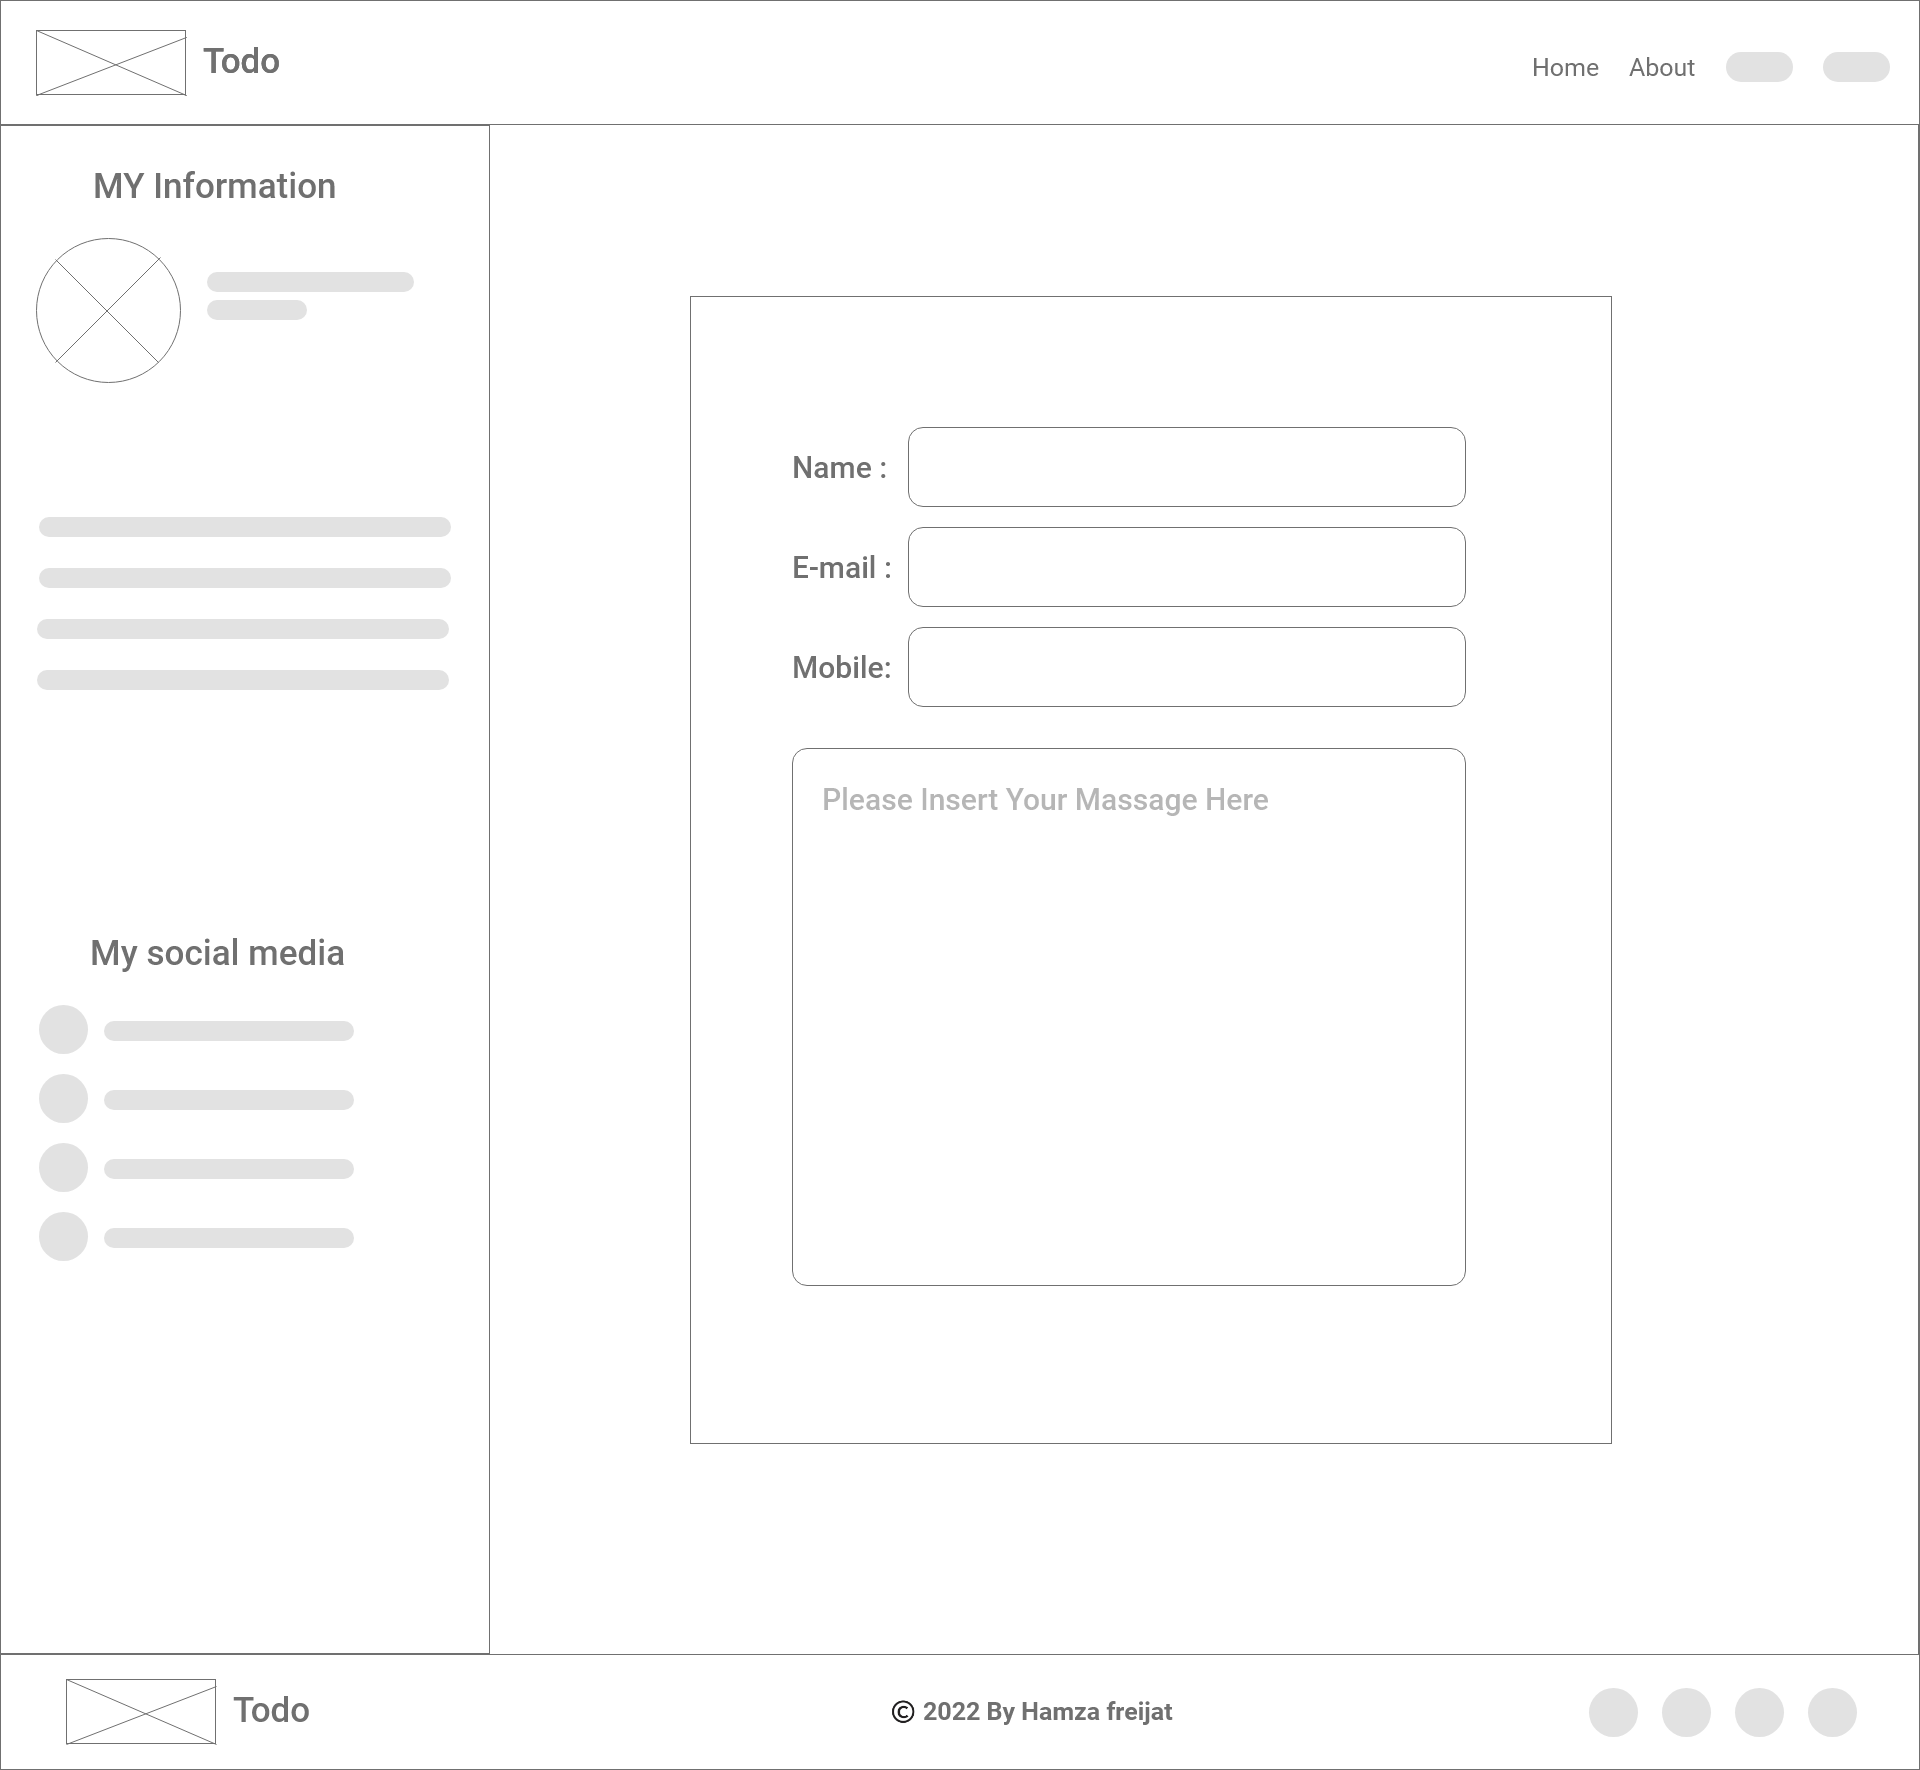 Todo
Home About
MY Information
Name :
E-mail :
Mobile:
Please Insert Your Massage Here
My social media
Todo
© 2022 By Hamza freijat